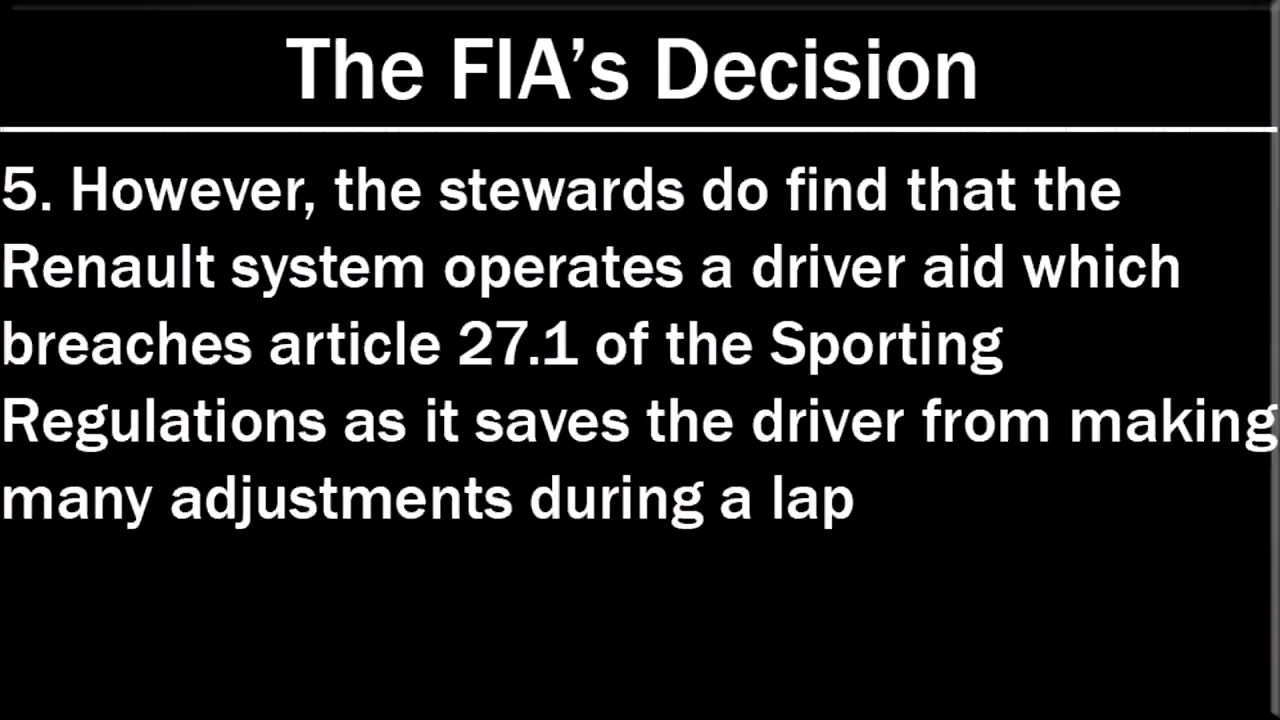 The FIA’s Decision
5. However, the stewards do find that the
Renault system operates a driver aid which
breaches article 27.1 of the Sporting
Regulations as it saves the driver from making
many adjustments during a lap